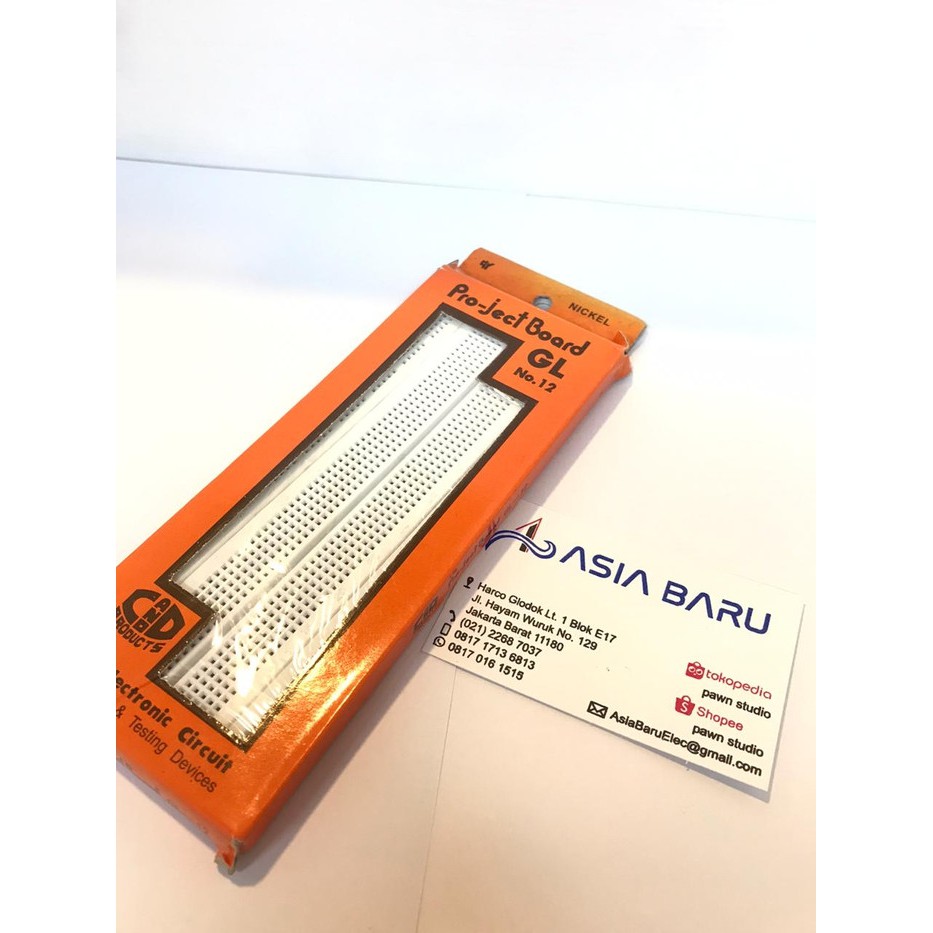 NICKEL
Pro-ject Board
GL
No. 12
C AND D
PRODUCTS
Electronic Circuit
& Testing Devices
ASIA BARU
Harco Glodok Lt. 1 Blok E17
Jl. Hayam Wuruk No. 129
Jakarta Barat 11180
(021) 2268 7037
0817 1713 6813
0817 016 1515
tokopedia
pawn studio
Shopee
pawn studio
AsiaBaruElec@gmail.com